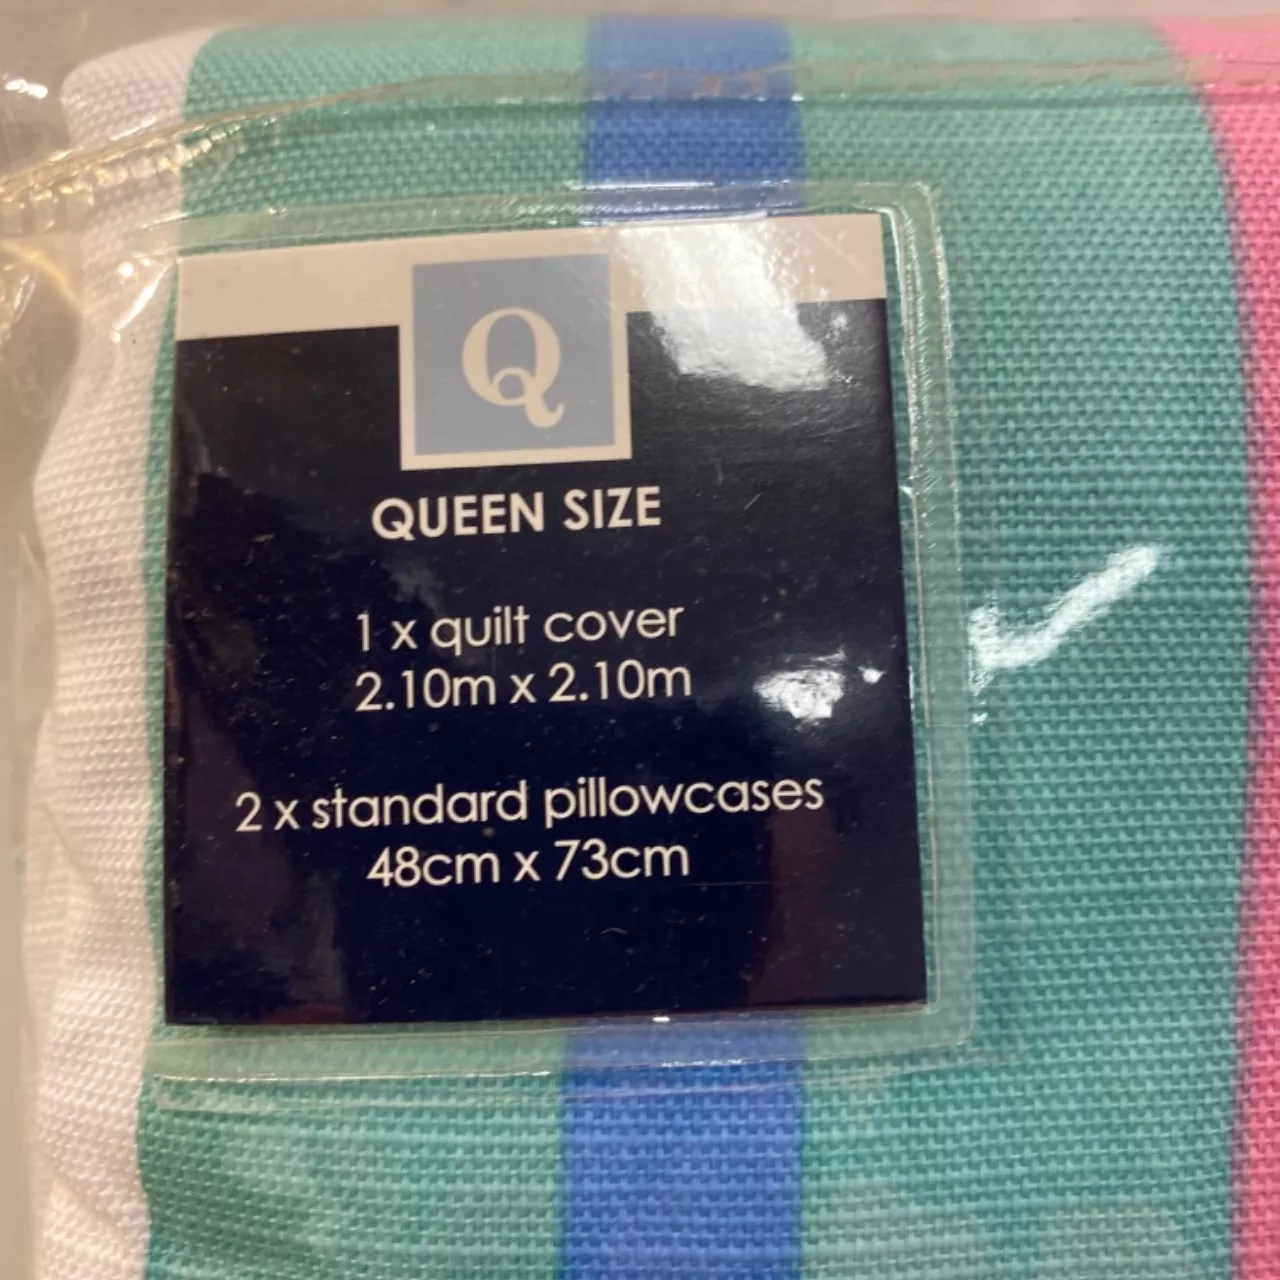 Q
QUEEN SIZE
1 x quilt cover
2.10m x 2.10m
2 x standard pillowcases
48cm x 73cm